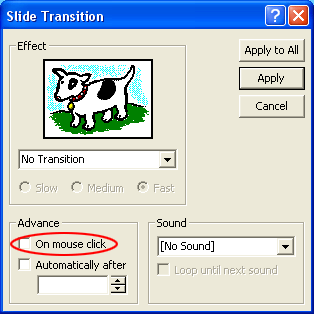 Slide Transition
Effect
Apply to All
Apply
Cancel
No Transition
Slow Medium Fast
Advance
On mouse click
Automatically after
Sound
[No Sound]
Loop until next sound